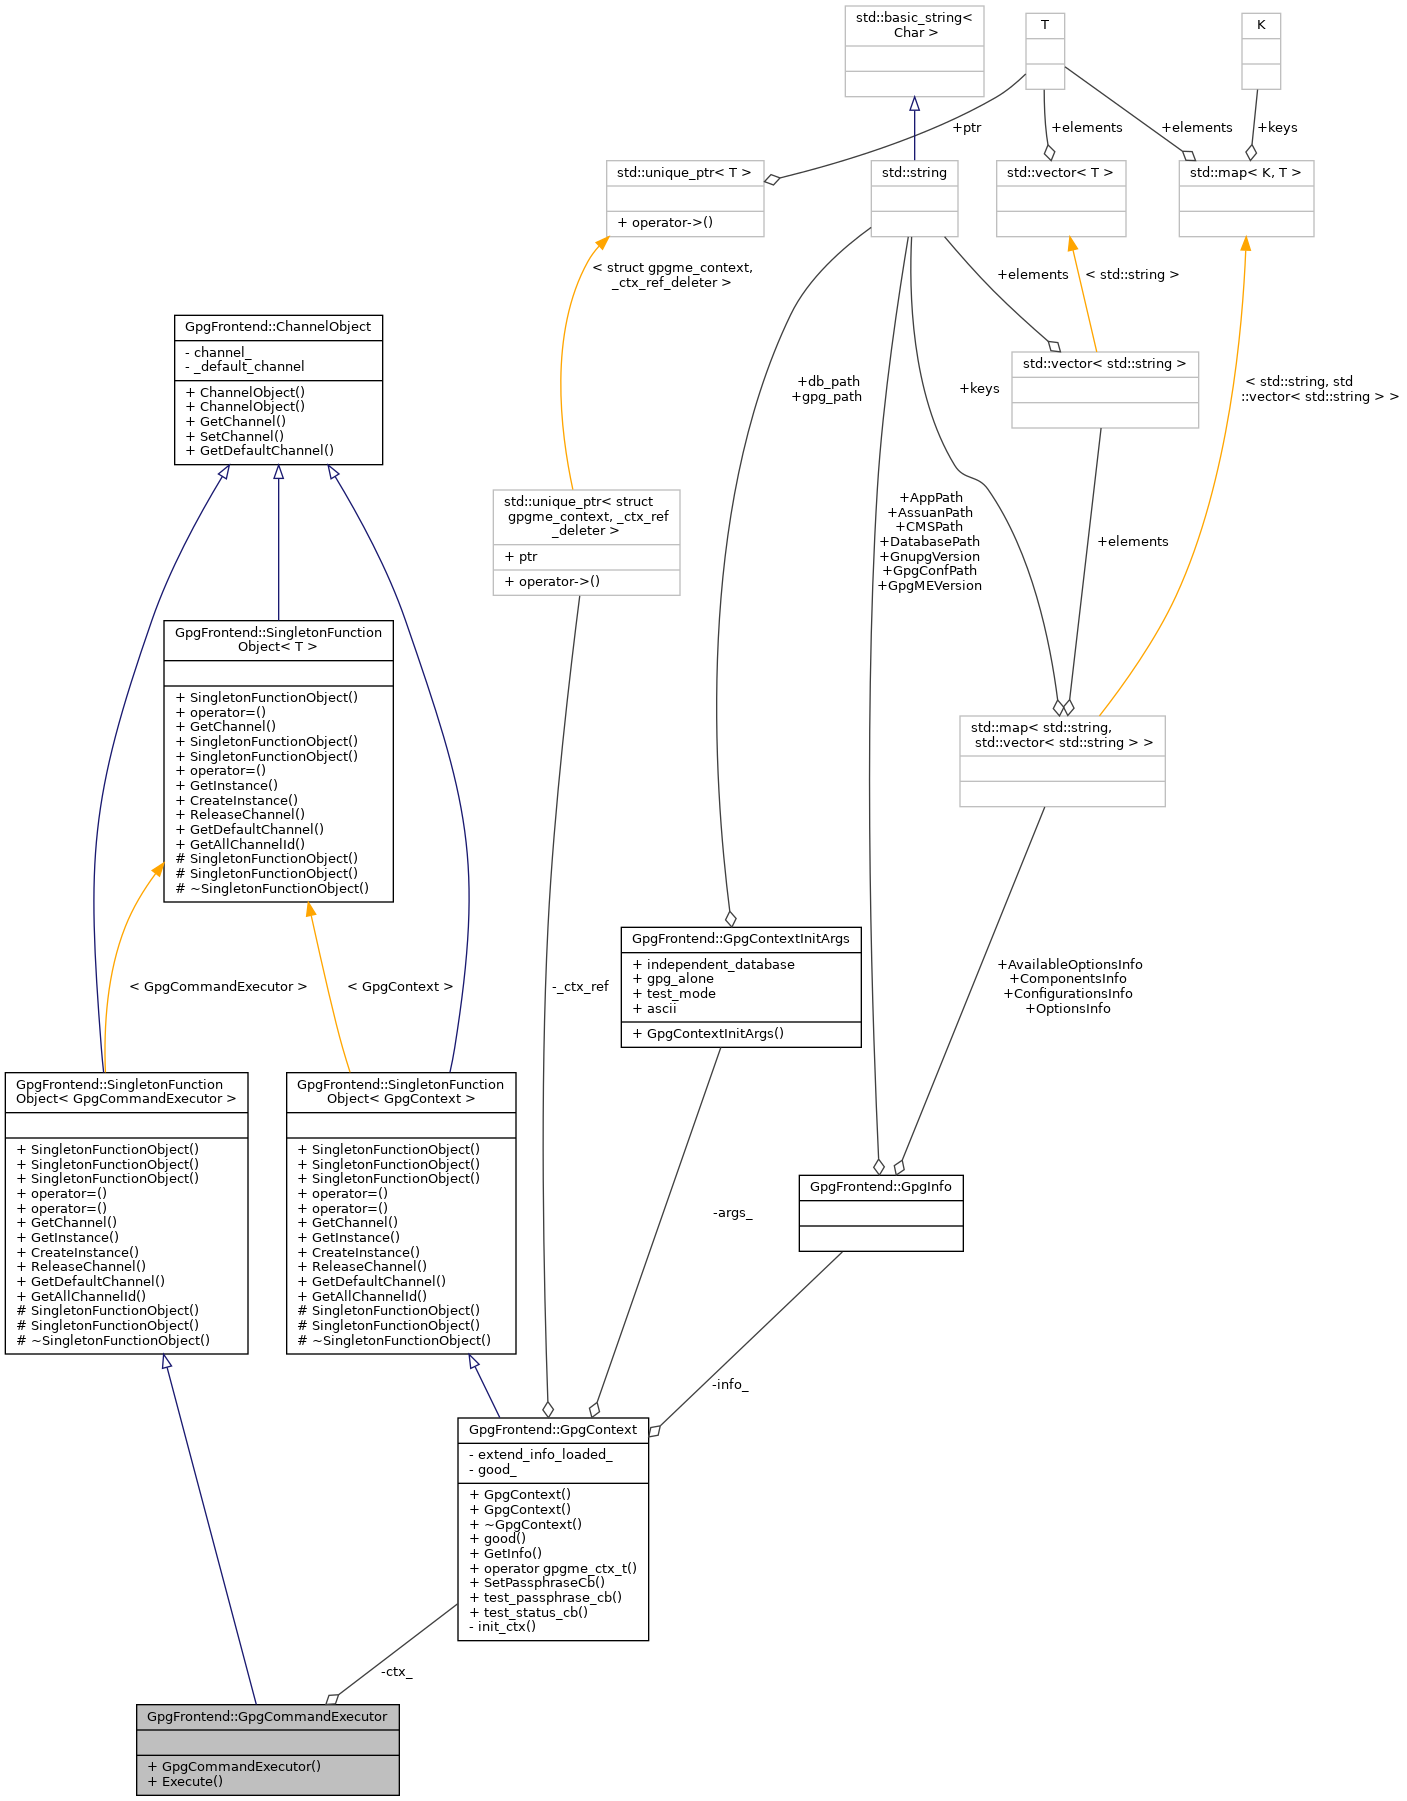 std::basic_string<
Char >
T
K
+ptr
+elements
+elements
+keys
std::unique_ptr< T >
+ operator->()
std::string
std::vector< T >
std::map< K, T >
< struct gpgme_context,
_ctx_ref_deleter >
+elements
< std::string >
GpgFrontend::ChannelObject
- channel_
- _default_channel
+ ChannelObject()
+ ChannelObject()
+ GetChannel()
+ SetChannel()
+ GetDefaultChannel()
+db_path
+gpg_path
+keys
std::vector< std::string >
< std::string, std
::vector< std::string > >
std::unique_ptr< struct
gpgme_context, _ctx_ref
_deleter >
+ ptr
+ operator->()
+AppPath
+AssuanPath
+CMSPath
+DatabasePath
+GnupgVersion
+GpgConfPath
+GpgMEVersion
+elements
GpgFrontend::SingletonFunction
Object< T >
+ SingletonFunctionObject()
+ operator=()
+ GetChannel()
+ SingletonFunctionObject()
+ SingletonFunctionObject()
+ operator=()
+ GetInstance()
+ CreateInstance()
+ ReleaseChannel()
+ GetDefaultChannel()
+ GetAllChannelId()
# SingletonFunctionObject()
# SingletonFunctionObject()
# ~SingletonFunctionObject()
std::map< std::string,
std::vector< std::string > >
< GpgCommandExecutor >
< GpgContext >
-_ctx_ref
GpgFrontend::GpgContextInitArgs
+ independent_database
+ gpg_alone
+ test_mode
+ ascii
+ GpgContextInitArgs()
+AvailableOptionsInfo
+ComponentsInfo
+ConfigurationsInfo
+OptionsInfo
GpgFrontend::SingletonFunction
Object< GpgCommandExecutor >
+ SingletonFunctionObject()
+ SingletonFunctionObject()
+ SingletonFunctionObject()
+ operator=()
+ operator=()
+ GetChannel()
+ GetInstance()
+ CreateInstance()
+ ReleaseChannel()
+ GetDefaultChannel()
+ GetAllChannelId()
# SingletonFunctionObject()
# SingletonFunctionObject()
# ~SingletonFunctionObject()
GpgFrontend::SingletonFunction
Object< GpgContext >
+ SingletonFunctionObject()
+ SingletonFunctionObject()
+ SingletonFunctionObject()
+ operator=()
+ operator=()
+ GetChannel()
+ GetInstance()
+ CreateInstance()
+ ReleaseChannel()
+ GetDefaultChannel()
+ GetAllChannelId()
# SingletonFunctionObject()
# SingletonFunctionObject()
# ~SingletonFunctionObject()
-args_
GpgFrontend::GpgInfo
-info_
GpgFrontend::GpgContext
- extend_info_loaded_
- good_
+ GpgContext()
+ GpgContext()
+ ~GpgContext()
+ good()
+ GetInfo()
+ operator gpgme_ctx_t()
+ SetPassphraseCb()
+ test_passphrase_cb()
+ test_status_cb()
- init_ctx()
-ctx_
GpgFrontend::GpgCommandExecutor
+ GpgCommandExecutor()
+ Execute()